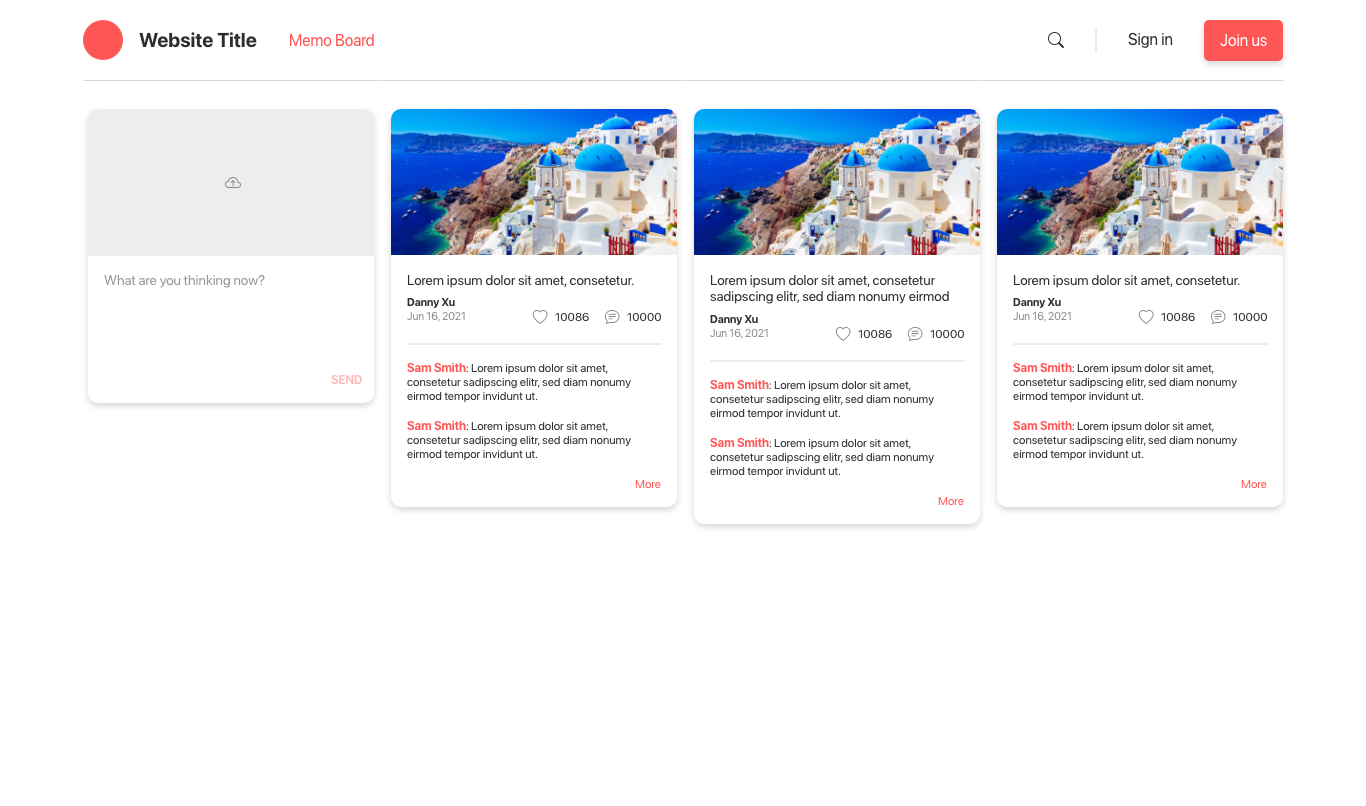 Website Title
Memo Board
Sign in
Join us
What are you thinking now?
SEND
Lorem ipsum dolor sit amet, consetetur.
Danny Xu
Jun 16, 2021
10086
10000
Sam Smith: Lorem ipsum dolor sit amet,
consetetur sadipscing elitr, sed diam nonumy
eirmod tempor invidunt ut.
Sam Smith: Lorem ipsum dolor sit amet,
consetetur sadipscing elitr, sed diam nonumy
eirmod tempor invidunt ut.
More
Lorem ipsum dolor sit amet, consetetur
sadipscing elitr, sed diam nonumy eirmod
Danny Xu
Jun 16, 2021
10086
10000
Sam Smith: Lorem ipsum dolor sit amet,
consetetur sadipscing elitr, sed diam nonumy
eirmod tempor invidunt ut.
Sam Smith: Lorem ipsum dolor sit amet,
consetetur sadipscing elitr, sed diam nonumy
eirmod tempor invidunt ut.
More
Lorem ipsum dolor sit amet, consetetur.
Danny Xu
Jun 16, 2021
10086
10000
Sam Smith: Lorem ipsum dolor sit amet,
consetetur sadipscing elitr, sed diam nonumy
eirmod tempor invidunt ut.
Sam Smith: Lorem ipsum dolor sit amet,
consetetur sadipscing elitr, sed diam nonumy
eirmod tempor invidunt ut.
More